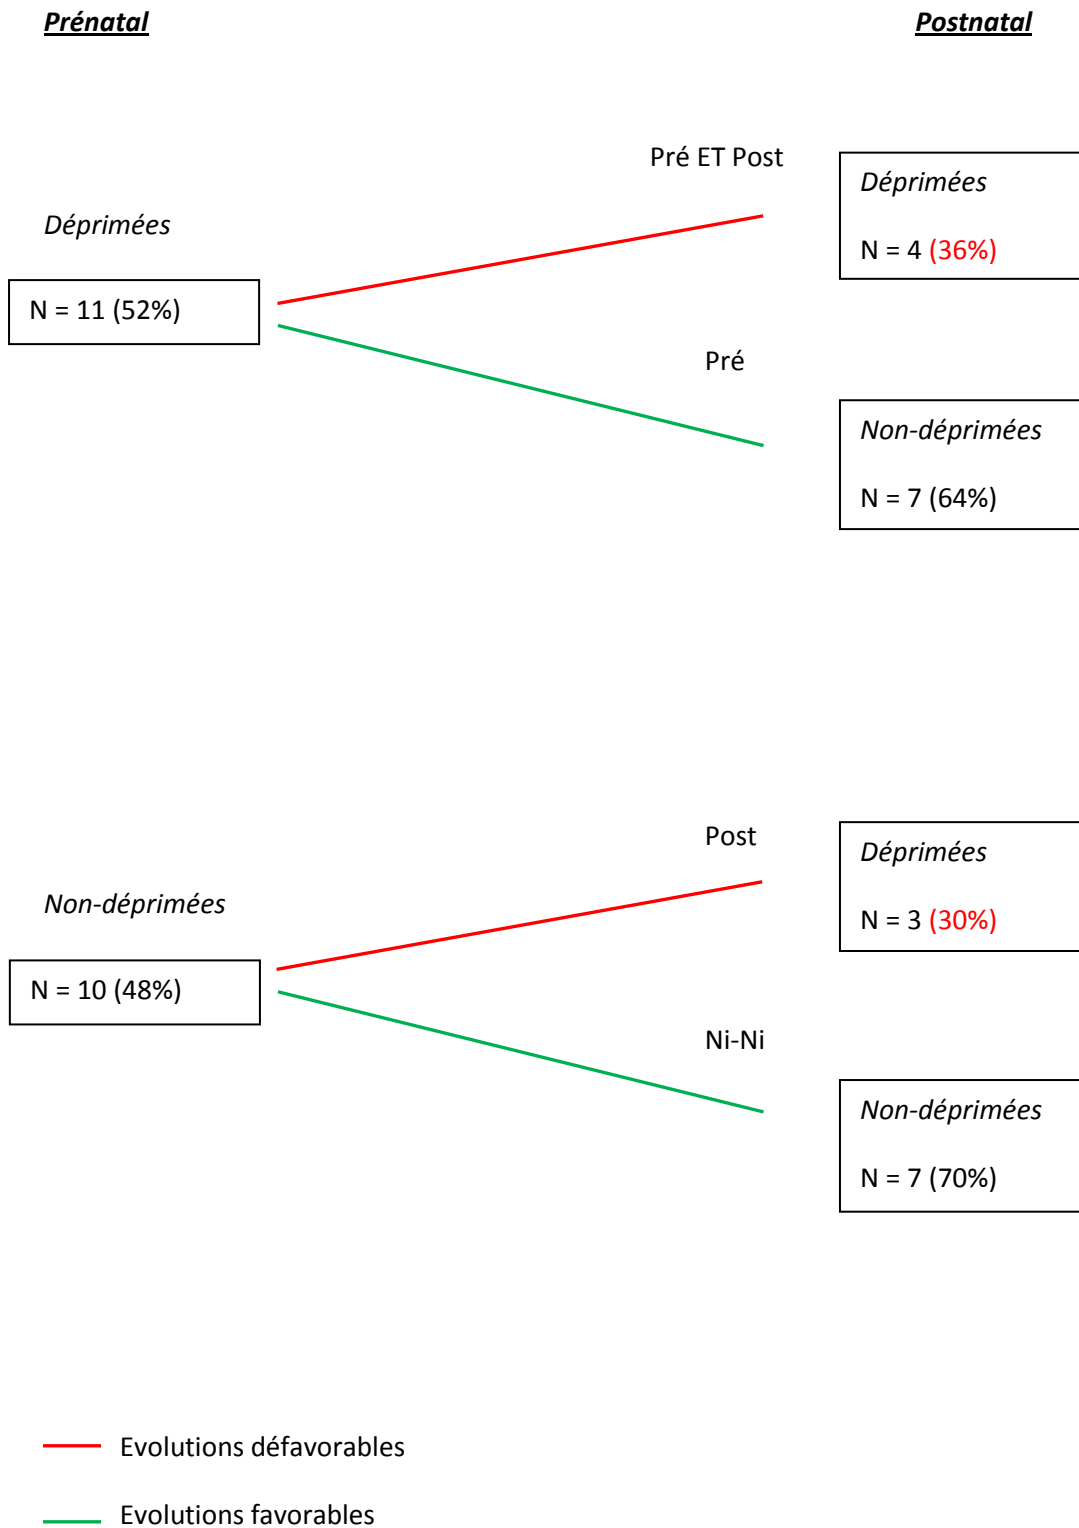 Prénatal
Postnatal
Pré ET Post
Déprimées
Déprimées
N = 4 (36%)
N = 11 (52%)
Pré
Non-déprimées
N = 7 (64%)
Post
Déprimées
Non-déprimées
N = 3 (30%)
N = 10 (48%)
Ni-Ni
Non-déprimées
N = 7 (70%)
Evolutions défavorables
Evolutions favorables